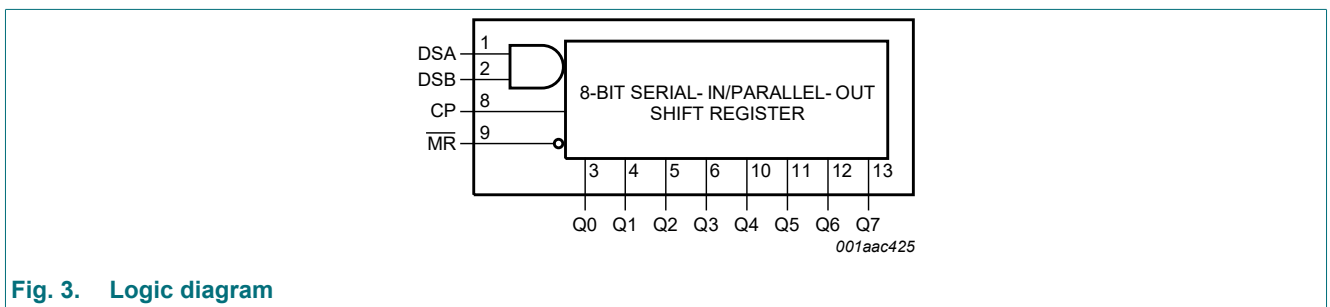 DSA 1
DSB 2
CP 8
MR 9
8-BIT SERIAL- IN/PARALLEL- OUT
SHIFT REGISTER
3 4 5 6 10 11 12 13
Q0 Q1 Q2 Q3 Q4 Q5 Q6 Q7
001aac425
Fig. 3. Logic diagram